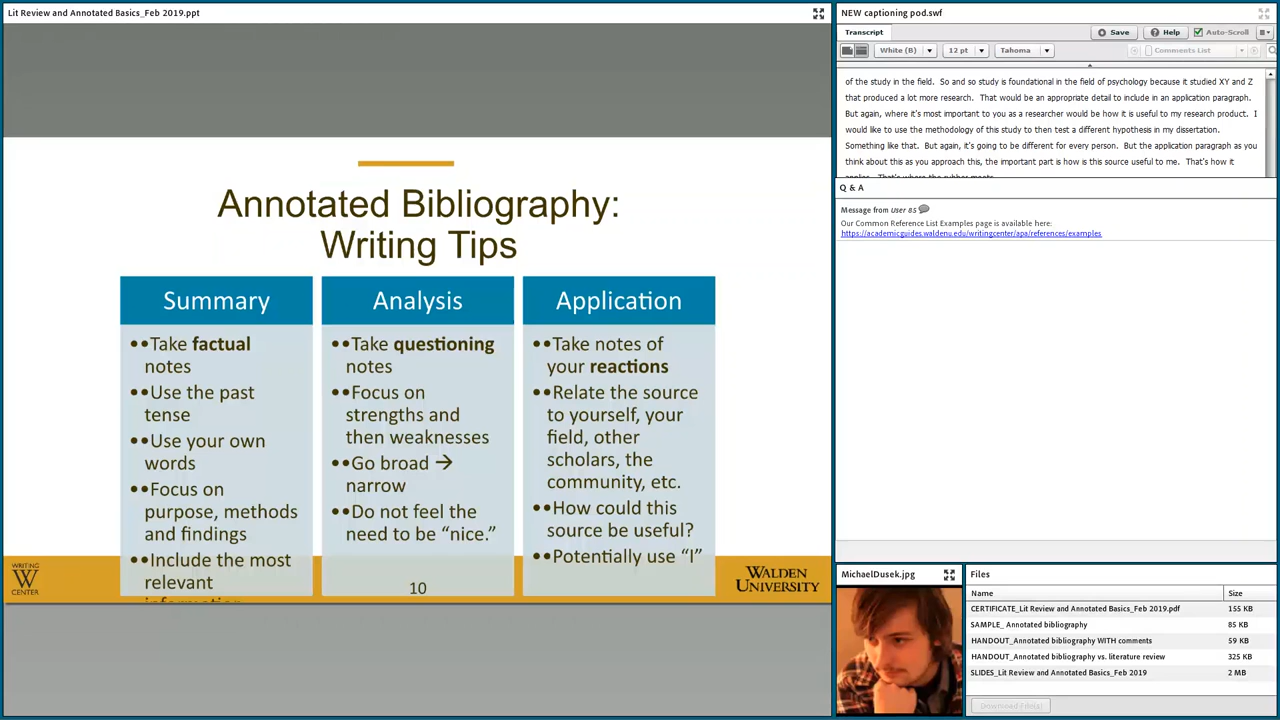 Lit Review and Annotated Basics_Feb 2019.ppt
Annotated Bibliography:
Writing Tips
Summary
••Take factual
notes
••Use the past
tense
••Use your own
words
••Focus on
purpose, methods
and findings
••Include the most
relevant
Analysis
••Take questioning
notes
••Focus on
strengths and
then weaknesses
••Go broad →
narrow
••Do not feel the
need to be “nice.”
Application
••Take notes of
your reactions
••Relate the source
to yourself, your
field, other
scholars, the
community, etc.
••How could this
source be useful?
••Potentially use “I”
WRITING
CENTER
10
WALDEN
UNIVERSITY
NEW captioning pod.swf
Transcript
Save
Help
Auto-Scroll
White (B)
12 pt
Tahoma
Comments List
of the study in the field.  So and so study is foundational in the field of psychology because it studied XY and Z
that produced a lot more research.  That would be an appropriate detail to include in an application paragraph.
But again, where it's most important to you as a researcher would be how it is useful to my research product.  I
would like to use the methodology of this study to then test a different hypothesis in my dissertation.
Something like that.  But again, it's going to be different for every person.  But the application paragraph as you
think about this as you approach this, the important part is how is this source useful to me.  That's how it
applies.  That's where the rubber meets
Q & A
Message from User 85
Our Common Reference List Examples page is available here:
https://academicguides.waldenu.edu/writingcenter/apa/references/examples
MichaelDusek.jpg
Files
Name Size
CERTIFICATE_Lit Review and Annotated Basics_Feb 2019.pdf 155 KB
SAMPLE_ Annotated bibliography 85 KB
HANDOUT_Annotated bibliography WITH comments 59 KB
HANDOUT_Annotated bibliography vs. literature review 325 KB
SLIDES_Lit Review and Annotated Basics_Feb 2019 2 MB
Download File(s)